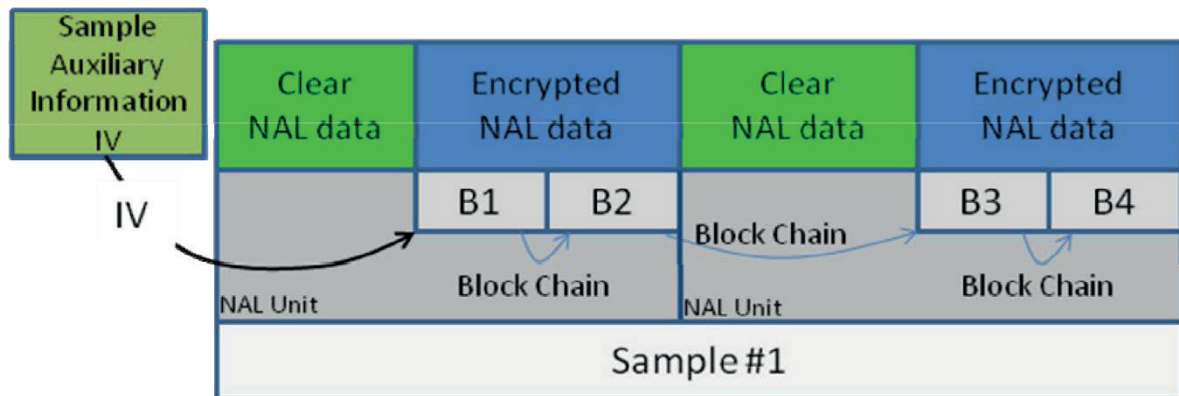 Sample
Auxiliary
Information
IV
Clear
NAL data
Encrypted
NAL data
Clear
NAL data
Encrypted
NAL data
IV
B1
B2
Block Chain
B3
B4
Block Chain
Block Chain
NAL Unit
NAL Unit
Sample #1